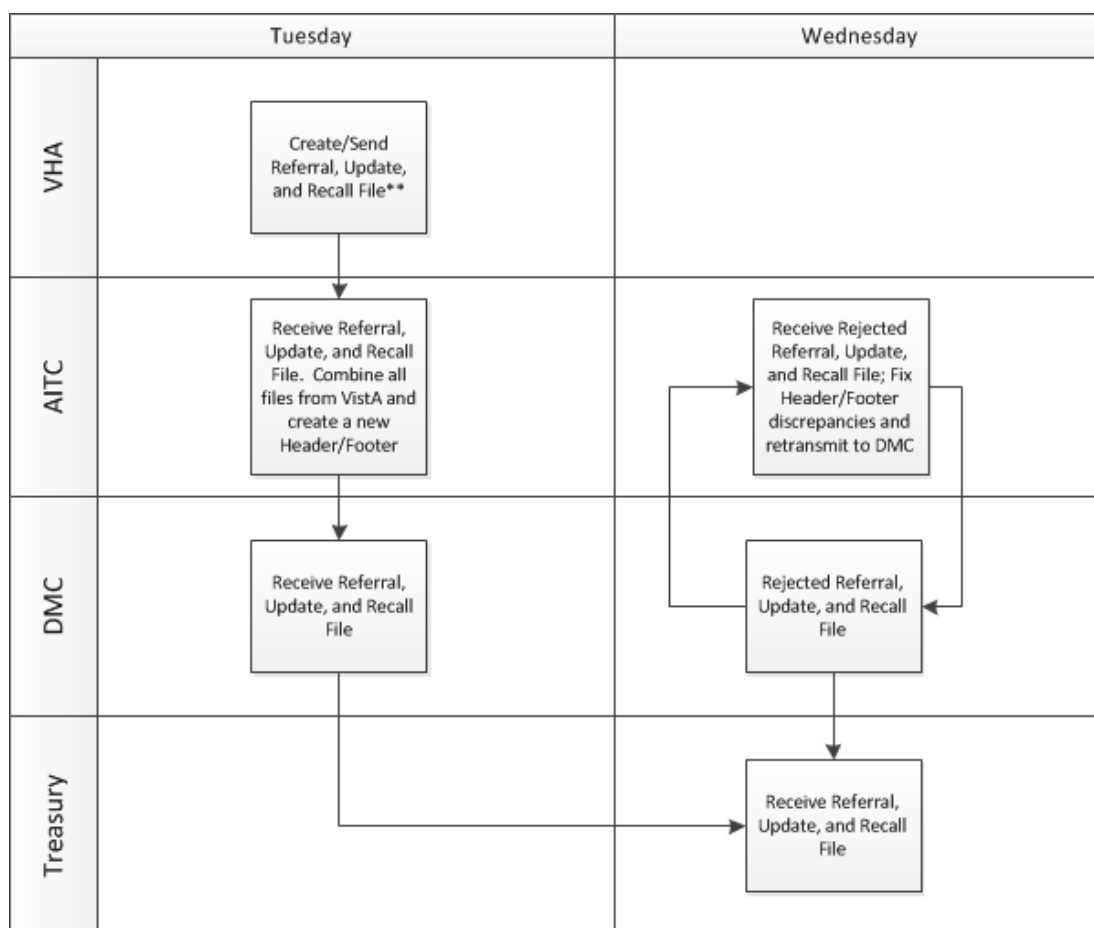 Tuesday
Wednesday
VHA
Create/Send
Referral, Update,
and Recall File**
AITC
Receive Referral,
Update, and Recall
File.  Combine all
files from VistA and
create a new
Header/Footer
Receive Rejected
Referral, Update,
and Recall File; Fix
Header/Footer
discrepancies and
retransmit to DMC
DMC
Receive Referral,
Update, and Recall
File
Rejected Referral,
Update, and Recall
File
Treasury
Receive Referral,
Update, and Recall
File